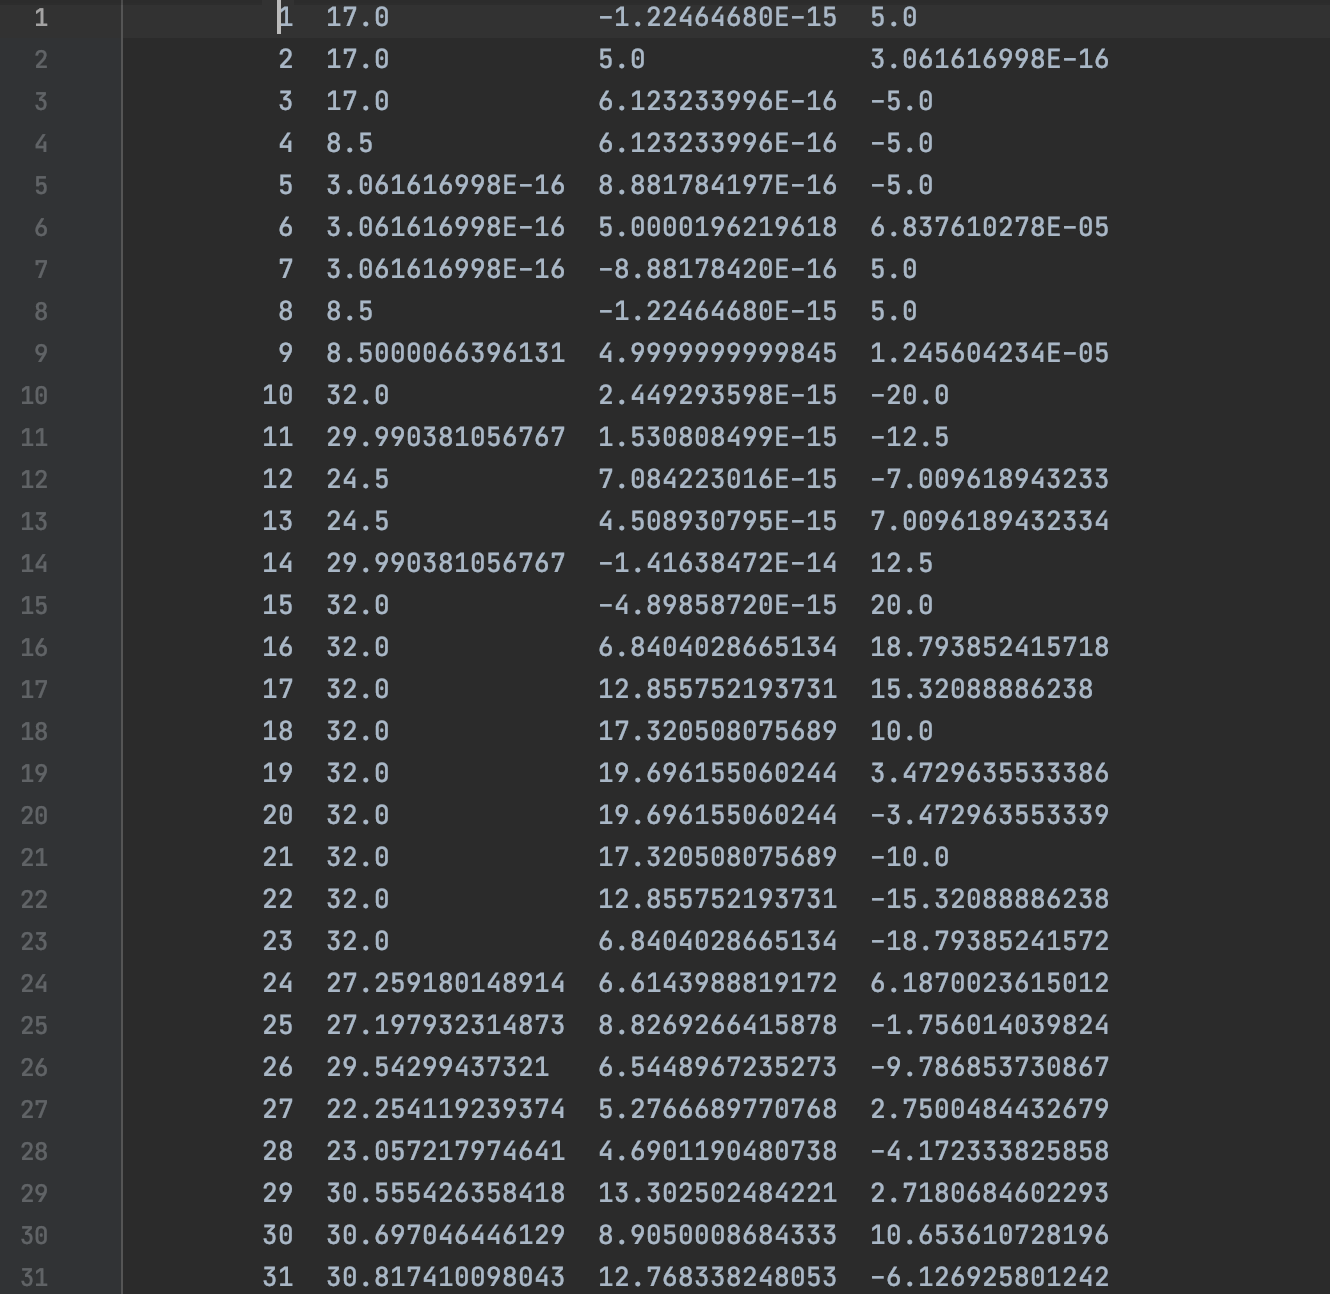 1 1 17.0 -1.22464680E-15 5.0
2 2 17.0 5.0 3.061616998E-16
3 3 17.0 6.123233996E-16 -5.0
4 4 8.5 6.123233996E-16 -5.0
5 5 3.061616998E-16 8.881784197E-16 -5.0
6 6 3.061616998E-16 5.0000196219618 6.837610278E-05
7 7 3.061616998E-16 -8.88178420E-16 5.0
8 8 8.5 -1.22464680E-15 5.0
9 9 8.5000066396131 4.9999999999845 1.245604234E-05
10 10 32.0 2.449293598E-15 -20.0
11 11 29.990381056767 1.530808499E-15 -12.5
12 12 24.5 7.084223016E-15 -7.009618943233
13 13 24.5 4.508930795E-15 7.0096189432334
14 14 29.990381056767 -1.41638472E-14 12.5
15 15 32.0 -4.89858720E-15 20.0
16 16 32.0 6.8404028665134 18.793852415718
17 17 32.0 12.855752193731 15.32088886238
18 18 32.0 17.320508075689 10.0
19 19 32.0 19.696155060244 3.4729635533386
20 20 32.0 19.696155060244 -3.472963553339
21 21 32.0 17.320508075689 -10.0
22 22 32.0 12.855752193731 -15.32088886238
23 23 32.0 6.8404028665134 -18.79385241572
24 24 27.259180148914 6.6143988819172 6.1870023615012
25 25 27.197932314873 8.8269266415878 -1.756014039824
26 26 29.54299437321 6.5448967235273 -9.786853730867
27 27 22.254119239374 5.2766689770768 2.7500484432679
28 28 23.057217974641 4.6901190480738 -4.172333825858
29 29 30.555426358418 13.302502484221 2.7180684602293
30 30 30.697046446129 8.9050008684333 10.653610728196
31 31 30.817410098043 12.768338248053 -6.126925801242